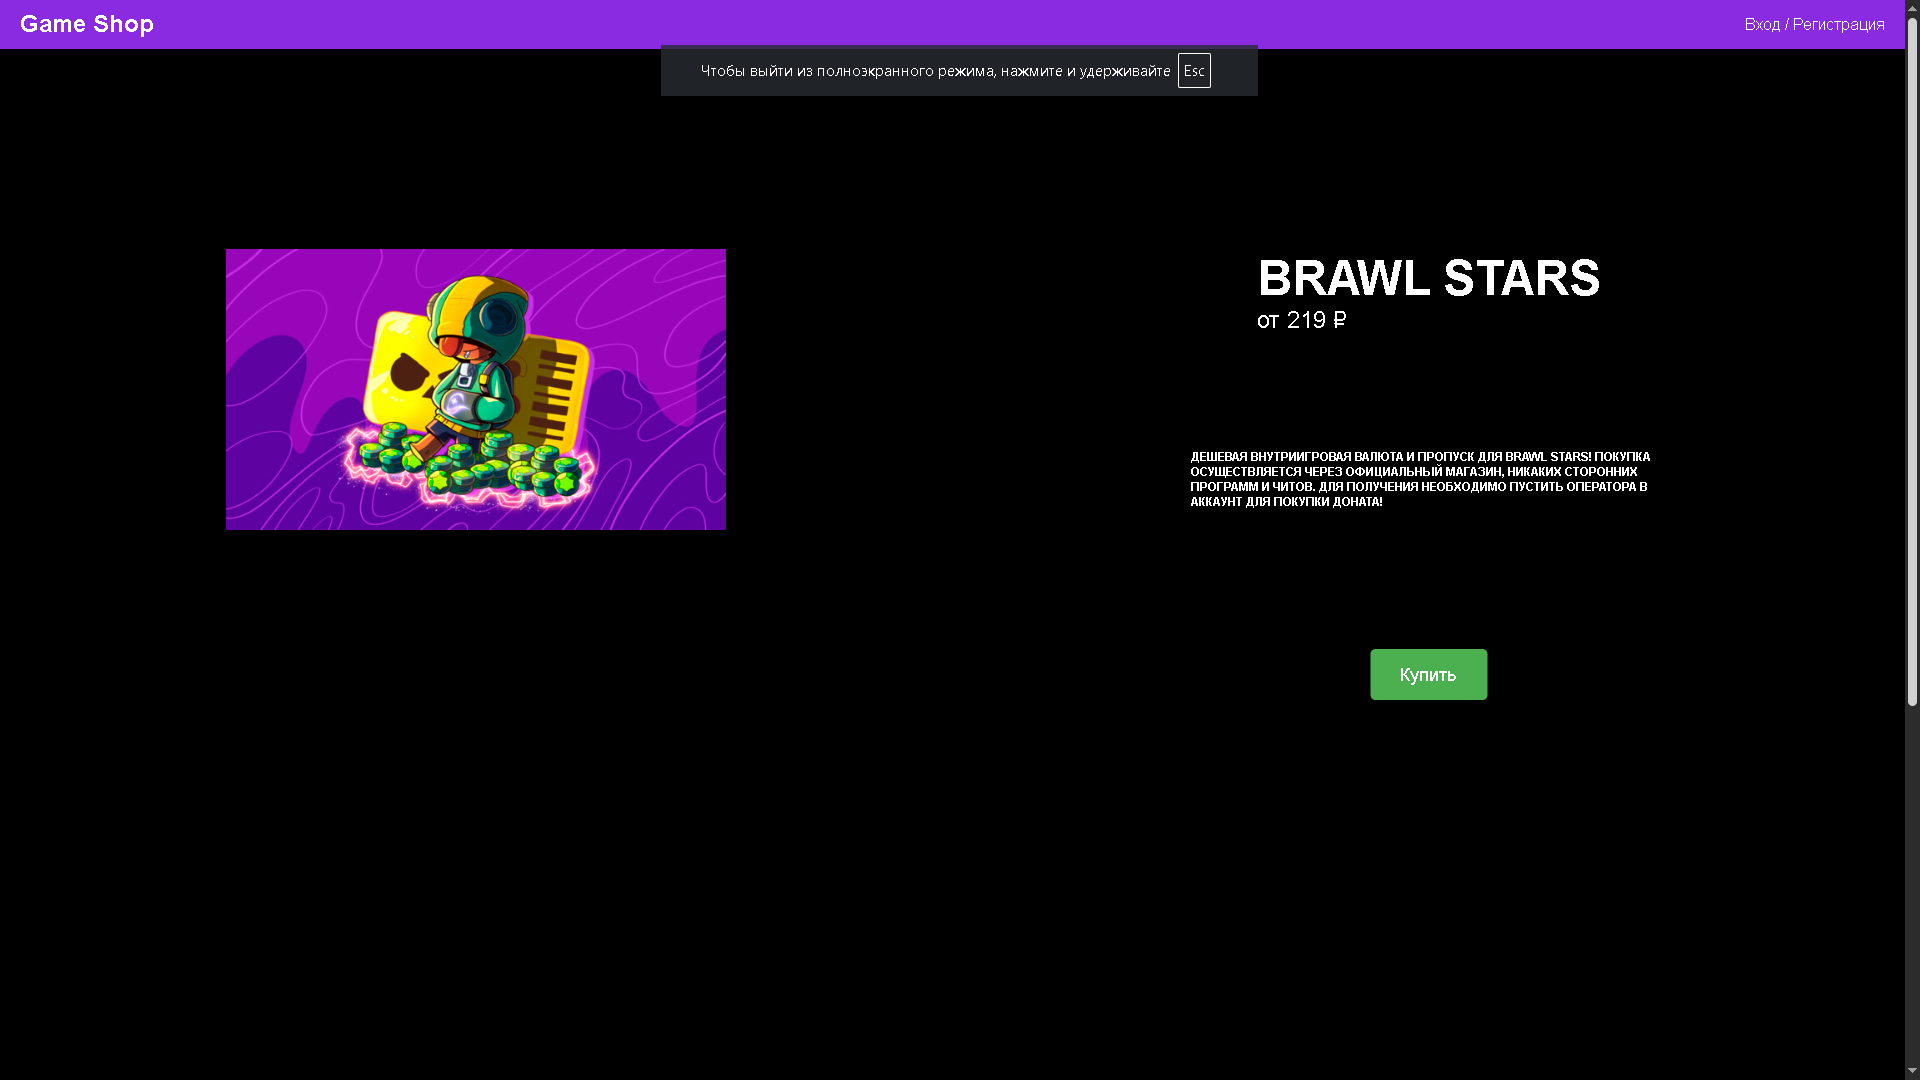 Game Shop
Вход / Регистрация
Чтобы выйти из полноэкранного режима, нажмите и удерживайте Esc
BRAWL STARS
от 219 ₽
ДЕШЕВАЯ ВНУТРИИГРОВАЯ ВАЛЮТА И ПРОПУСК ДЛЯ BRAWL STARS! ПОКУПКА
ОСУЩЕСТВЛЯЕТСЯ ЧЕРЕЗ ОФИЦИАЛЬНЫЙ МАГАЗИН, НИКАКИХ СТОРОННИХ
ПРОГРАММ И ЧИТОВ. ДЛЯ ПОЛУЧЕНИЯ НЕОБХОДИМО ПУСТИТЬ ОПЕРАТОРА В
АККАУНТ ДЛЯ ПОКУПКИ ДОНАТА!
Купить